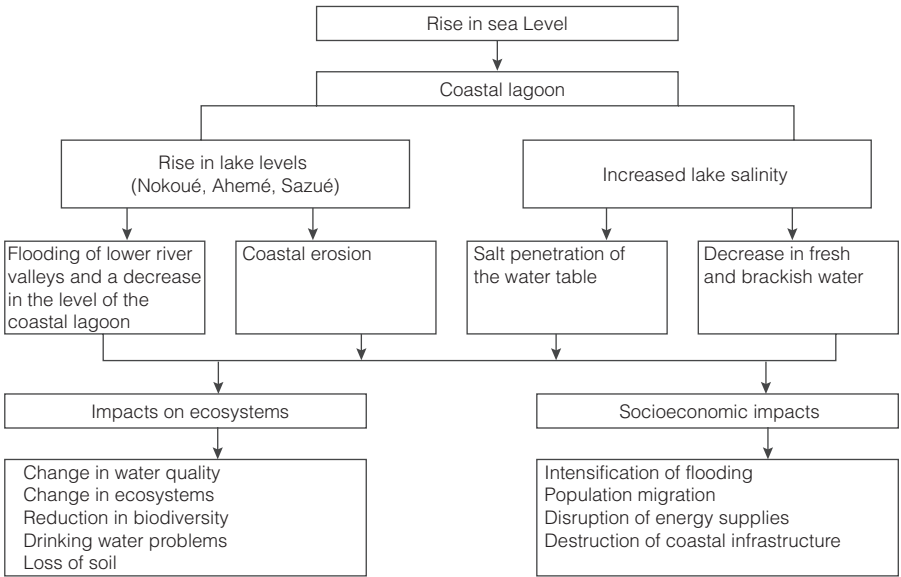 Rise in sea Level
Coastal lagoon
Rise in lake levels
(Nokoué, Ahemé, Sazué)
Increased lake salinity
Flooding of lower river
valleys and a decrease
in the level of the
coastal lagoon
Coastal erosion
Salt penetration of
the water table
Decrease in fresh
and brackish water
Impacts on ecosystems
Socioeconomic impacts
Change in water quality
Change in ecosystems
Reduction in biodiversity
Drinking water problems
Loss of soil
Intensification of flooding
Population migration
Disruption of energy supplies
Destruction of coastal infrastructure